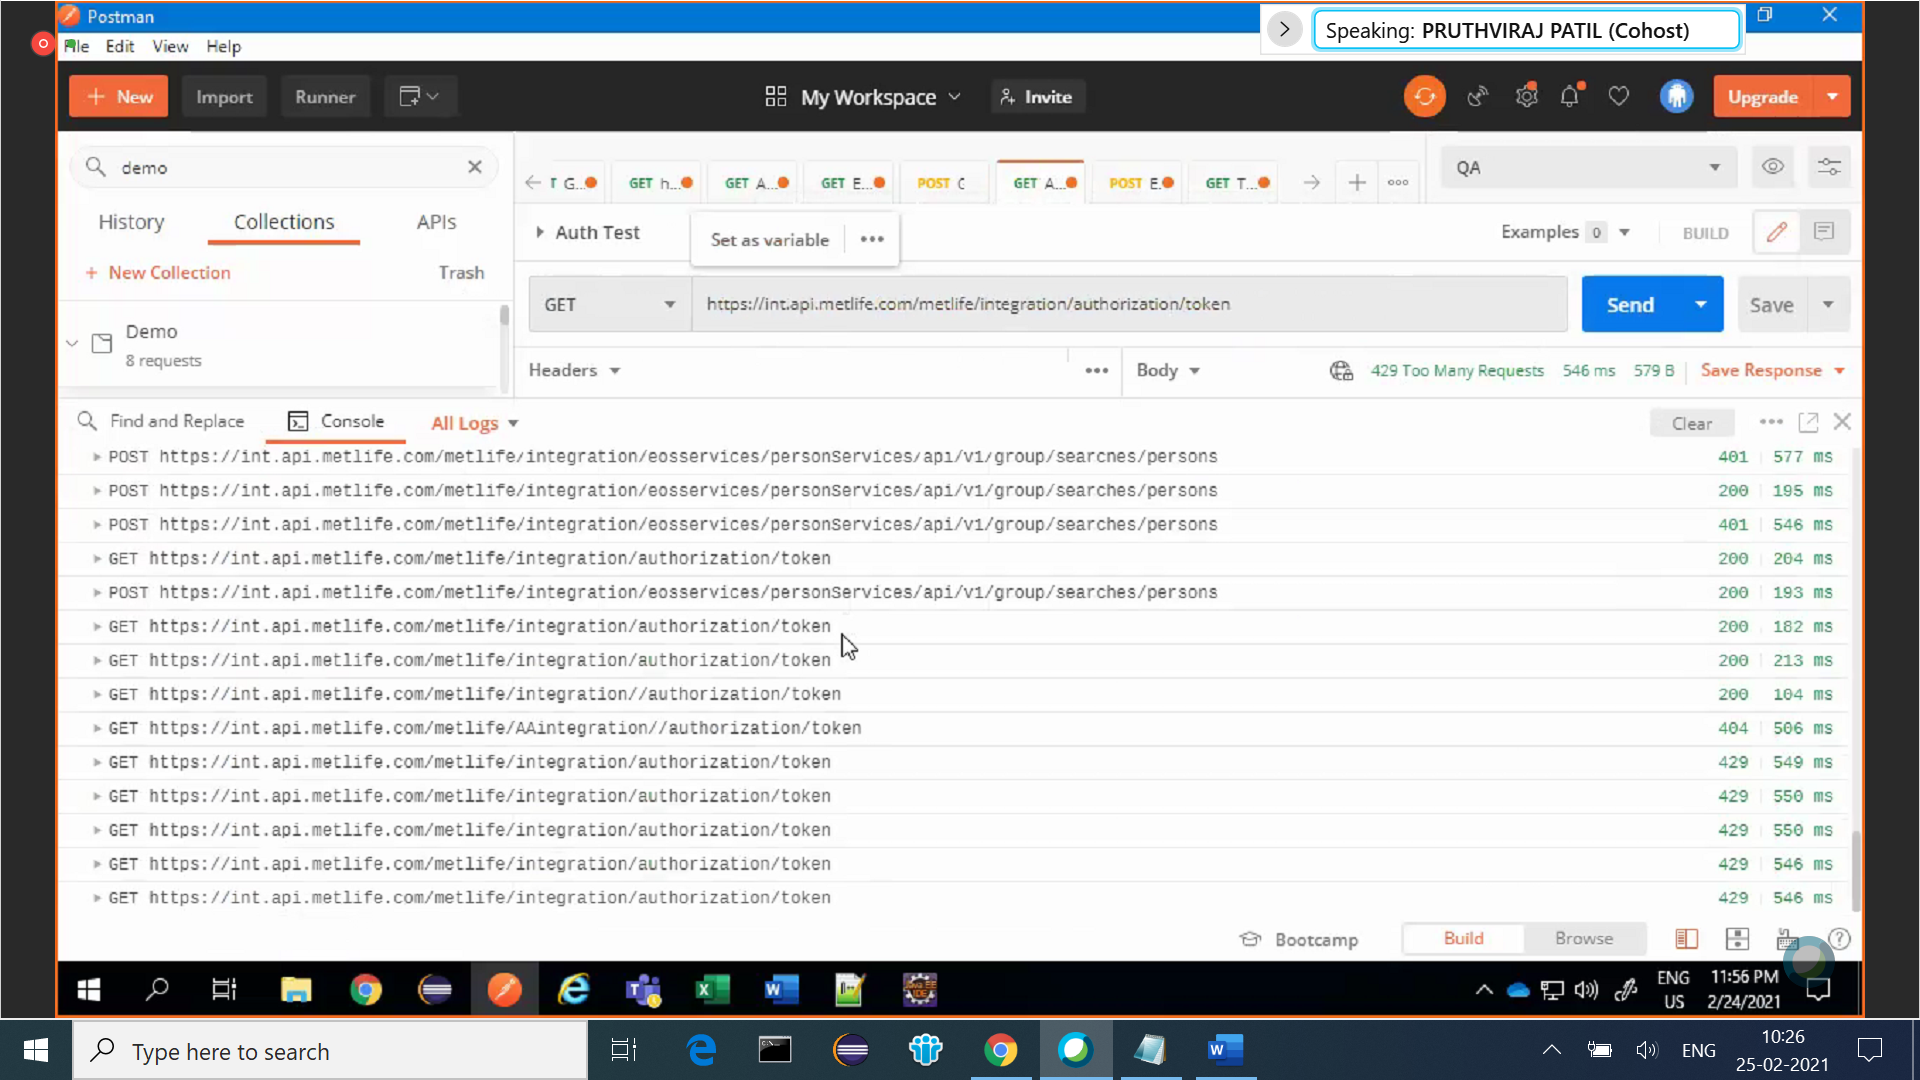 Postman
Speaking: PRUTHVIRAJ PATIL (Cohost)
File Edit View Help
+ New Import Runner My Workspace Invite Upgrade
demo
T G... GET h... GET A... GET E... POST GET A... POST E. GET T... QA
History Collections APIs
Auth Test Set as variable Examples 0 BUILD
+ New Collection Trash
GET https://int.api.metlife.com/metlife/integration/authorization/token Send Save
Demo
8 requests
Headers Body 429 Too Many Requests 546 ms 579 B Save Response
Find and Replace Console All Logs Clear
POST https://int.api.metlife.com/metlife/integration/eosservices/personServices/api/v1/group/searches/persons 401 577 ms
POST https://int.api.metlife.com/metlife/integration/eosservices/personServices/api/v1/group/searches/persons 200 195 ms
POST https://int.api.metlife.com/metlife/integration/eosservices/personServices/api/v1/group/searches/persons 401 546 ms
GET https://int.api.metlife.com/metlife/integration/authorization/token 200 204 ms
POST https://int.api.metlife.com/metlife/integration/eosservices/personServices/api/v1/group/searches/persons 200 193 ms
GET https://int.api.metlife.com/metlife/integration/authorization/token 200 182 ms
GET https://int.api.metlife.com/metlife/integration/authorization/token 200 213 ms
GET https://int.api.metlife.com/metlife/integration//authorization/token 200 104 ms
GET https://int.api.metlife.com/metlife/AAintegration//authorization/token 404 506 ms
GET https://int.api.metlife.com/metlife/integration/authorization/token 429 549 ms
GET https://int.api.metlife.com/metlife/integration/authorization/token 429 550 ms
GET https://int.api.metlife.com/metlife/integration/authorization/token 429 550 ms
GET https://int.api.metlife.com/metlife/integration/authorization/token 429 546 ms
GET https://int.api.metlife.com/metlife/integration/authorization/token 429 546 ms
Bootcamp Build Browse
ENG 11:56 PM
US 2/24/2021
Type here to search ENG 10:26
25-02-2021